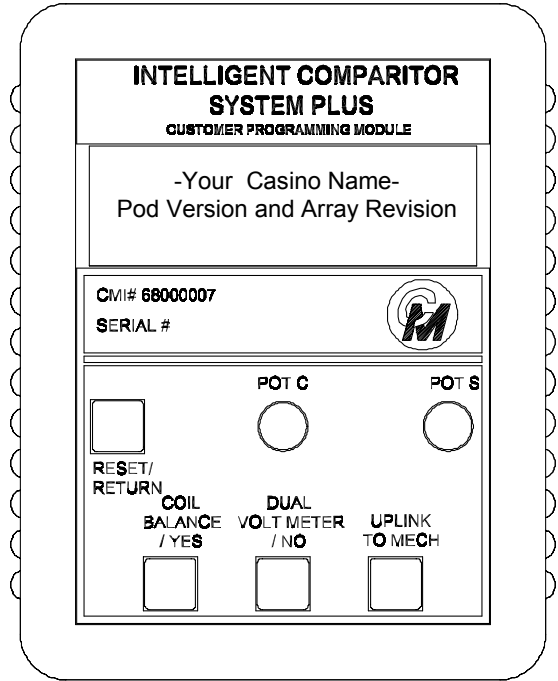 INTELLIGENT COMPARITOR
SYSTEM PLUS
CUSTOMER PROGRAMMING MODULE
-Your Casino Name-
Pod Version and Array Revision
CMI# 68000007
SERIAL #
CM
POT C
POT S
RESET/
RETURN
COIL
BALANCE
/ YES
DUAL
VOLT METER
/ NO
UPLINK
TO MECH